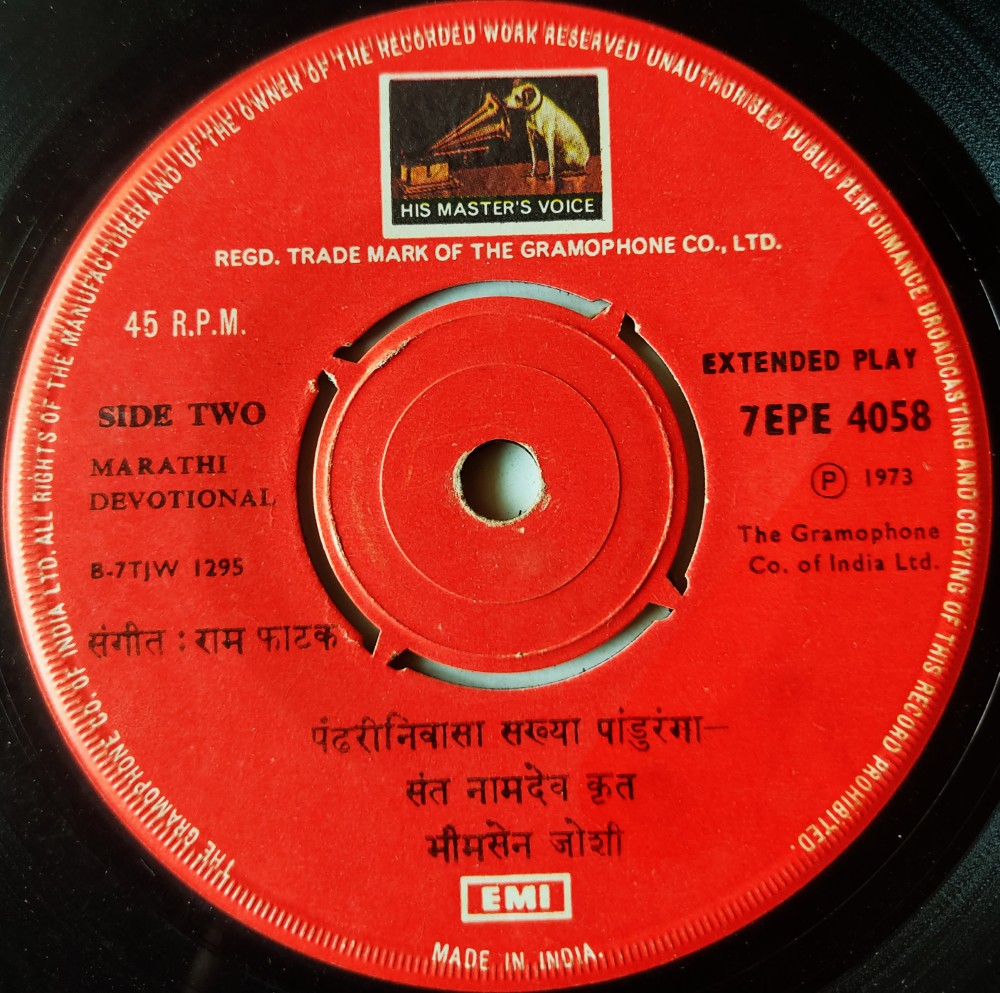 THE GRAMOPHONE CO. OF INDIA LTD. ALL RIGHTS OF THE MANUFACTURER AND OF THE OWNER OF THE RECORDED WORK RESERVED UNAUTHORISED PUBLIC PERFORMANCE BROADCASTING AND COPYING OF THIS RECORD PROHIBITED.
HIS MASTER'S VOICE
REGD. TRADE MARK OF THE GRAMOPHONE CO., LTD.
45 R.P.M.
SIDE TWO
MARATHI
DEVOTIONAL
B-7TJW 1295
संगीत : राम फाटक
EXTENDED PLAY
7EPE 4058
Ⓟ 1973
The Gramophone
Co. of India Ltd.
पंढरीनिवासा सख्या पांडुरंगा—
संत नामदेव कृत
भीमसेन जोशी
EMI
MADE IN INDIA.